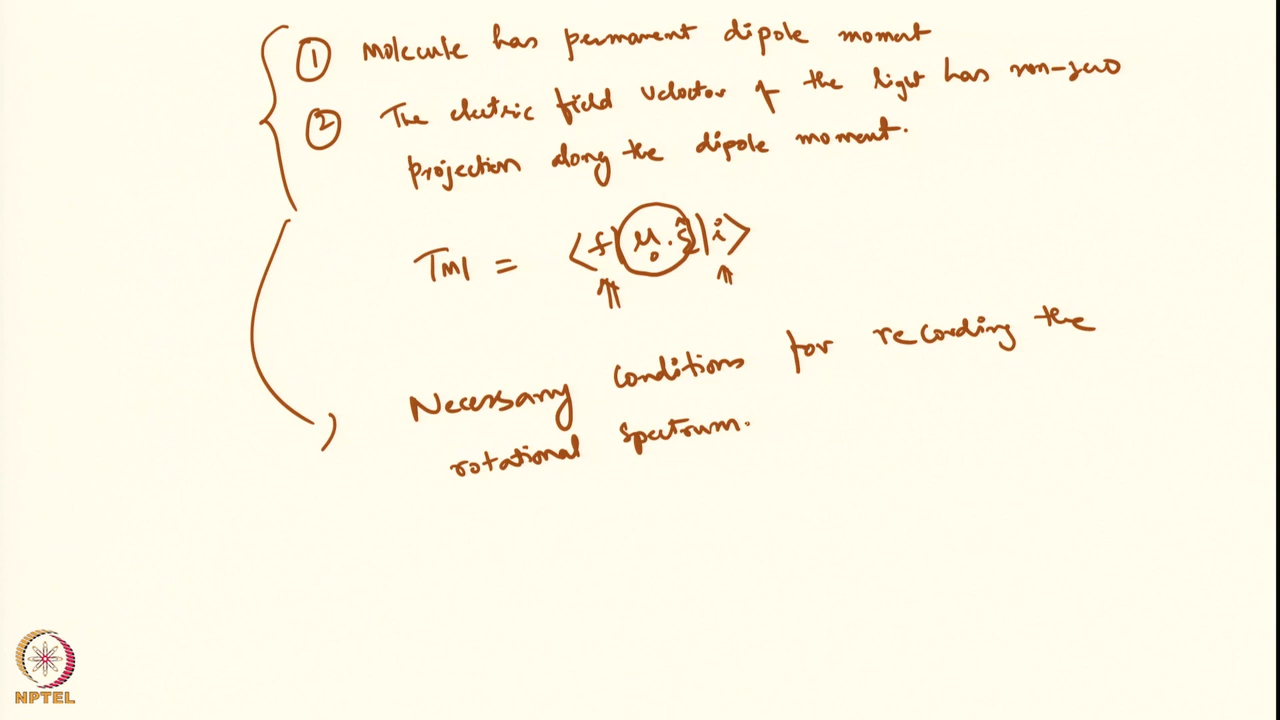 ① Molecule has permanent dipole moment
② The electric field vector of the light has non-zero
projection along the dipole moment.
TMI = ⟨f|μ₀.ε̂|i⟩
Necessary conditions for recording the
rotational spectrum.
NPTEL